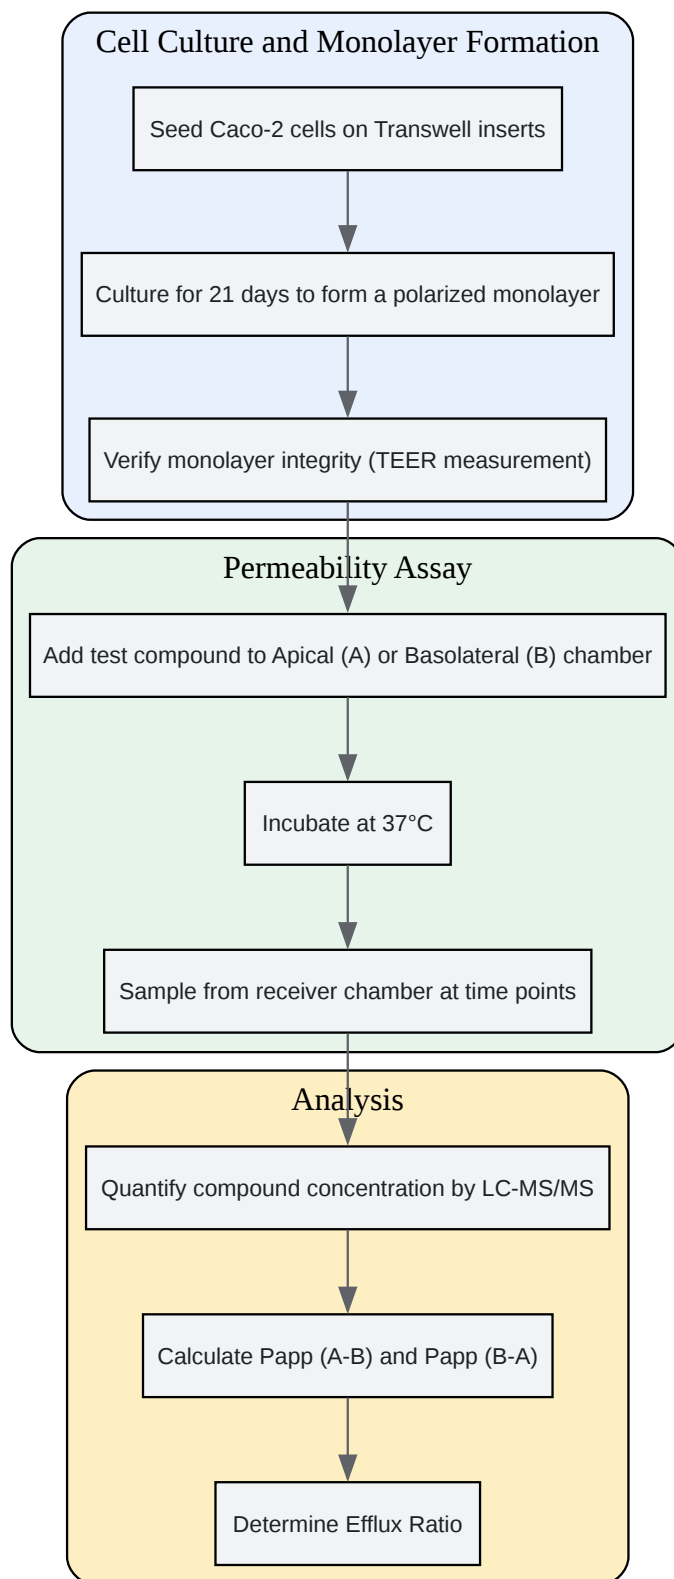 Cell Culture and Monolayer Formation
Seed Caco-2 cells on Transwell inserts
Culture for 21 days to form a polarized monolayer
Verify monolayer integrity (TEER measurement)
Permeability Assay
Add test compound to Apical (A) or Basolateral (B) chamber
Incubate at 37°C
Sample from receiver chamber at time points
Analysis
Quantify compound concentration by LC-MS/MS
Calculate Papp (A-B) and Papp (B-A)
Determine Efflux Ratio